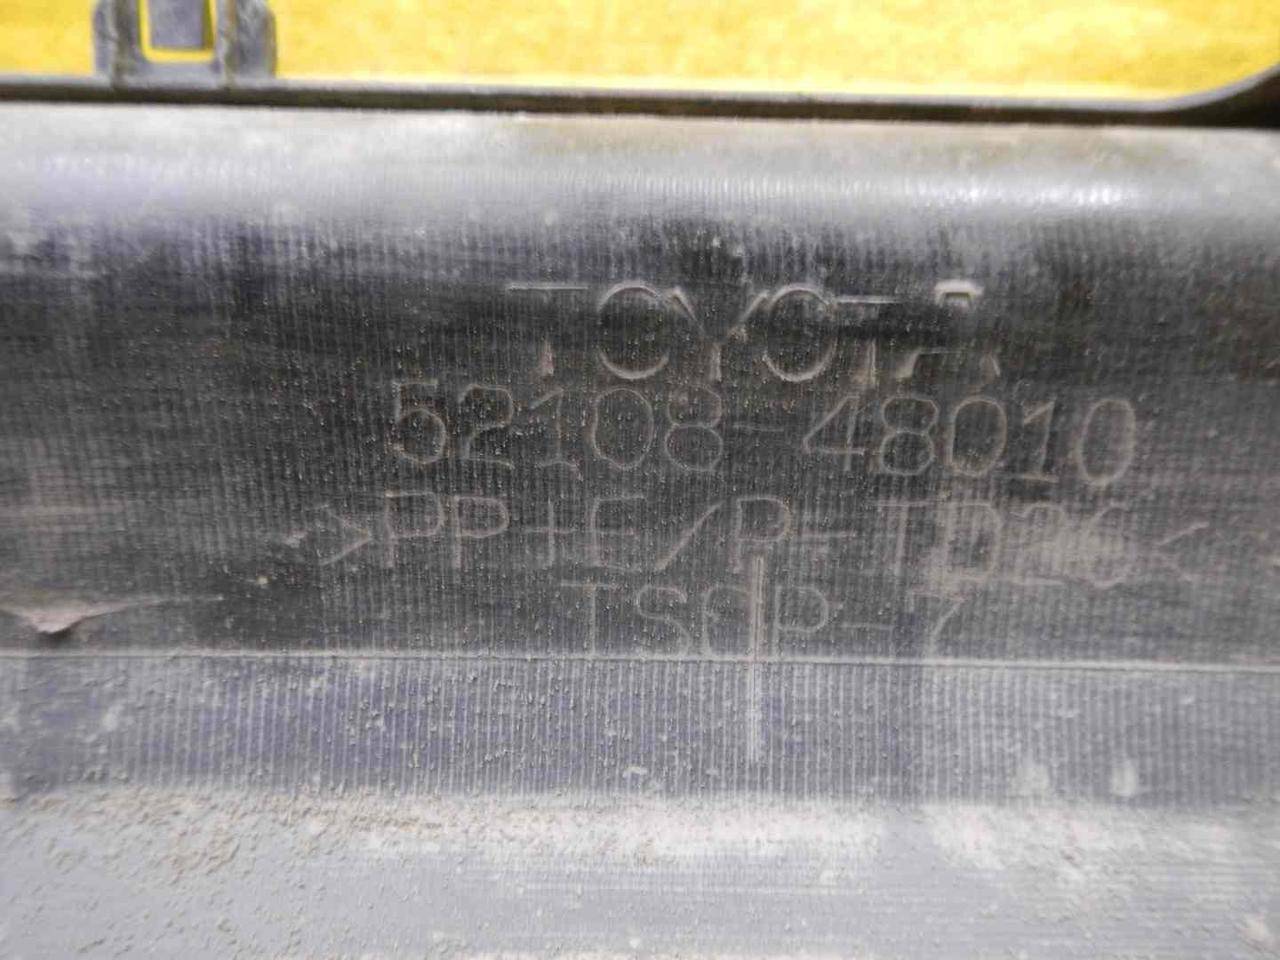 TOYOTA
52108-48010
>PP+E/P-TD20<
TSOP-7